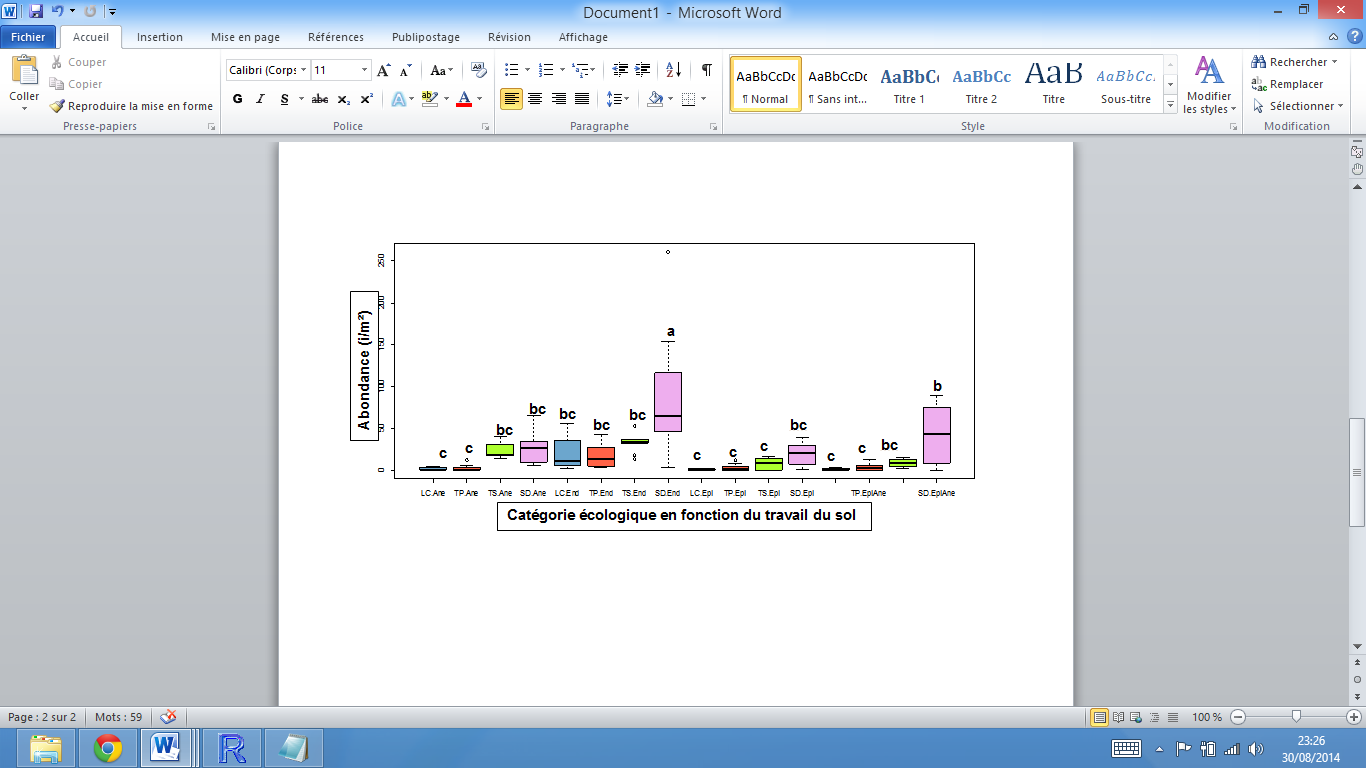 Document1 - Microsoft Word
Fichier Accueil Insertion Mise en page Références Publipostage Révision Affichage
Coller
Couper
Copier
Reproduire la mise en forme
Presse-papiers
Calibri (Corps 11
G I S abc x₂ x²
Police
Paragraphe
AaBbCcDc AaBbCcDc AaBbCc AaBbCc AaB AaBbCc.
¶ Normal ¶ Sans int... Titre 1 Titre 2 Titre Sous-titre
Style
Modifier
les styles
Rechercher
Remplacer
Sélectionner
Modification
Abondance (i/m²)
250
200
150
100
50
0
c c bc bc bc bc bc a c c c bc c c bc b
LC.Ane TP.Ane TS.Ane SD.Ane LC.End TP.End TS.End SD.End LC.Epi TP.Epi TS.Epi SD.Epi TP.EpiAne SD.EpiAne
Catégorie écologique en fonction du travail du sol
Page : 2 sur 2 Mots : 59 100 %
23:26
30/08/2014